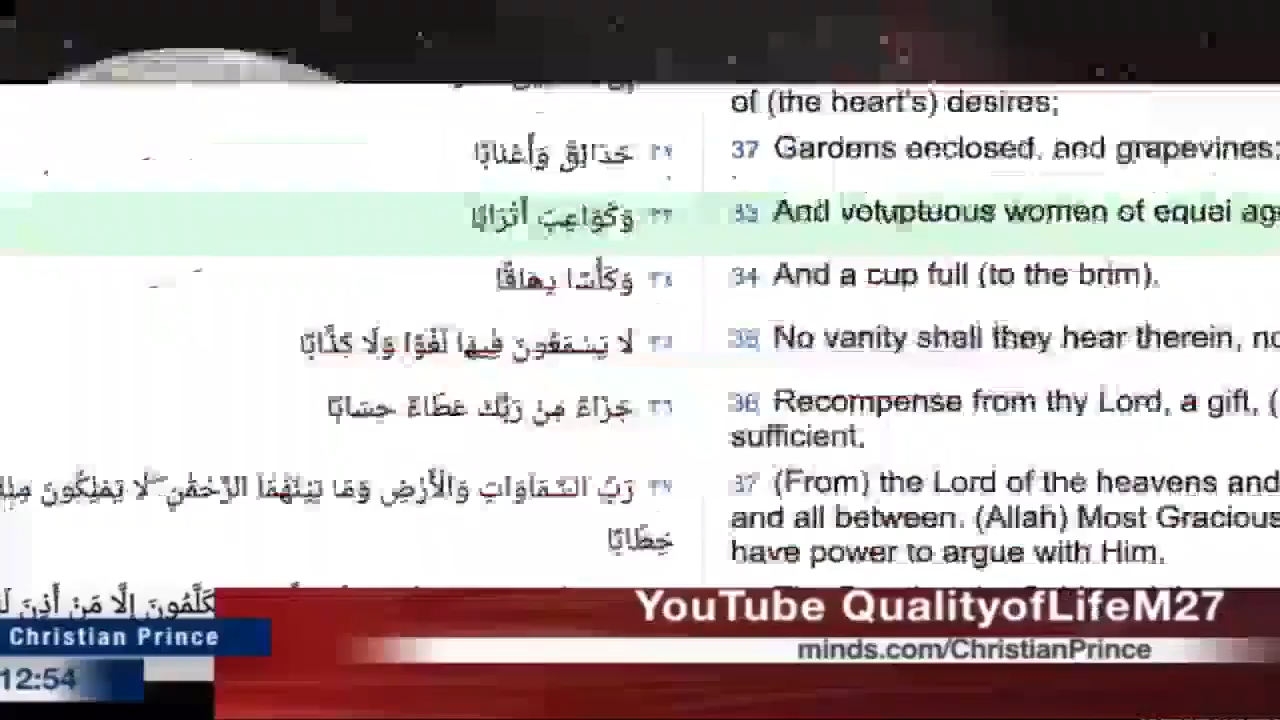 of (the heart's) desires;
حَدَائِقَ وَأَعْنَابًا
Gardens enclosed, and grapevines;
وَكَوَاعِبَ أَتْرَابًا
33 And voluptuous women of equal ag
وَكَأْسًا دِهَاقًا
34 And a cup full (to the brim).
لَا يَسْمَعُونَ فِيهَا لَغْوًا وَلَا كِذَّابًا
35 No vanity shall they hear therein, no
٣٦ جَزَاءً مِنْ رَبِّكَ عَطَاءً حِسَابًا
36 Recompense from thy Lord, a gift, (
sufficient,
رَبِّ السَّمَاوَاتِ وَالْأَرْضِ وَمَا بَيْنَهُمَا الرَّحْمَٰنِ ۖ لَا يَمْلِكُونَ مِنْهُ
خِطَابًا
37 (From) the Lord of the heavens and
and all between. (Allah) Most Gracious
have power to argue with Him.
كَلَّمُونَ إِلَّا مَنْ أَذِنَ لَ
YouTube QualityofLifeM27
minds.com/ChristianPrince
Christian Prince
12:54